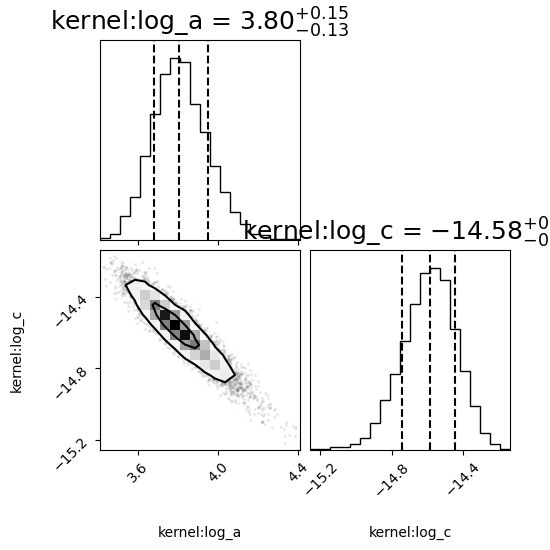 kernel:log_a = 3.80+0.15−0.13
kernel:log_c = −14.58+0−0
−14.4
−14.8
−15.2
kernel:log_c
3.6
4.0
4.4
−15.2
−14.8
−14.4
kernel:log_a
kernel:log_c